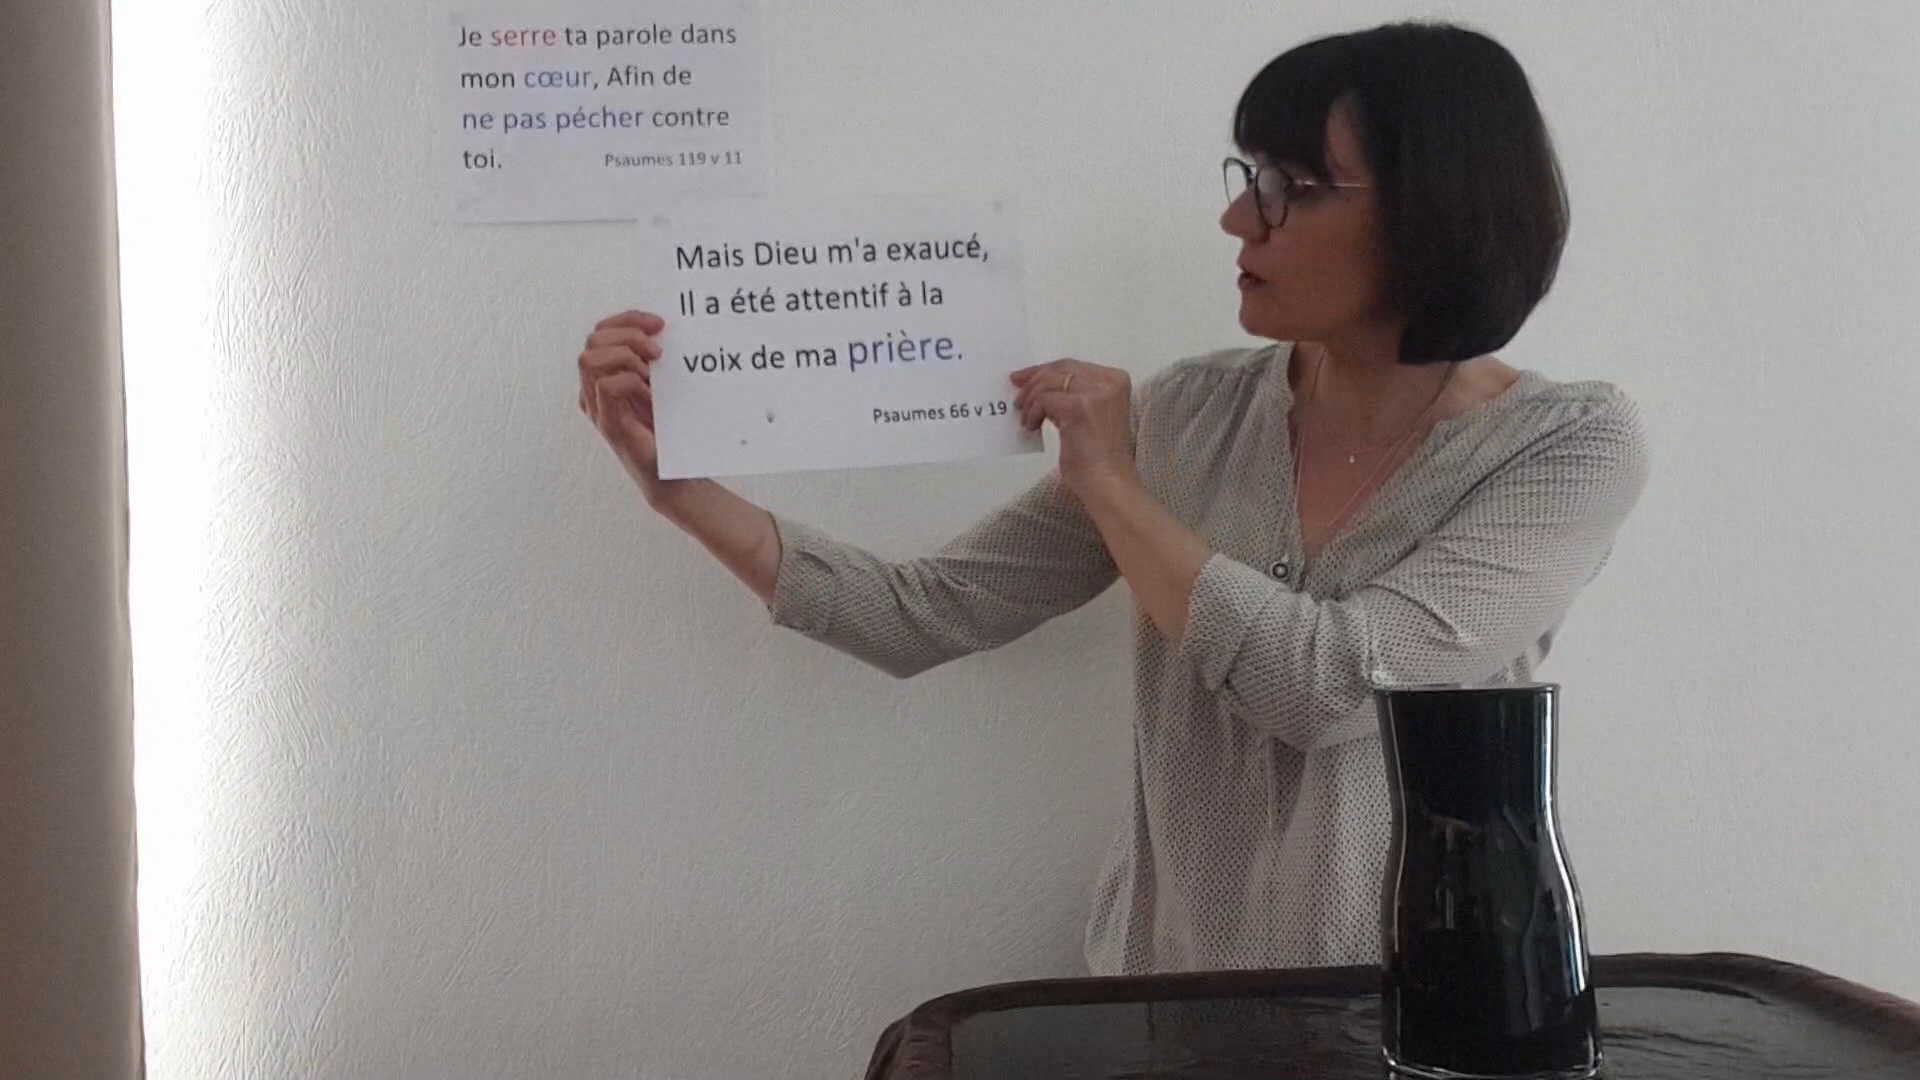 Je serre ta parole dans
mon cœur, Afin de
ne pas pécher contre
toi. Psaumes 119 v 11
Mais Dieu m'a exaucé,
Il a été attentif à la
voix de ma prière.
Psaumes 66 v 19